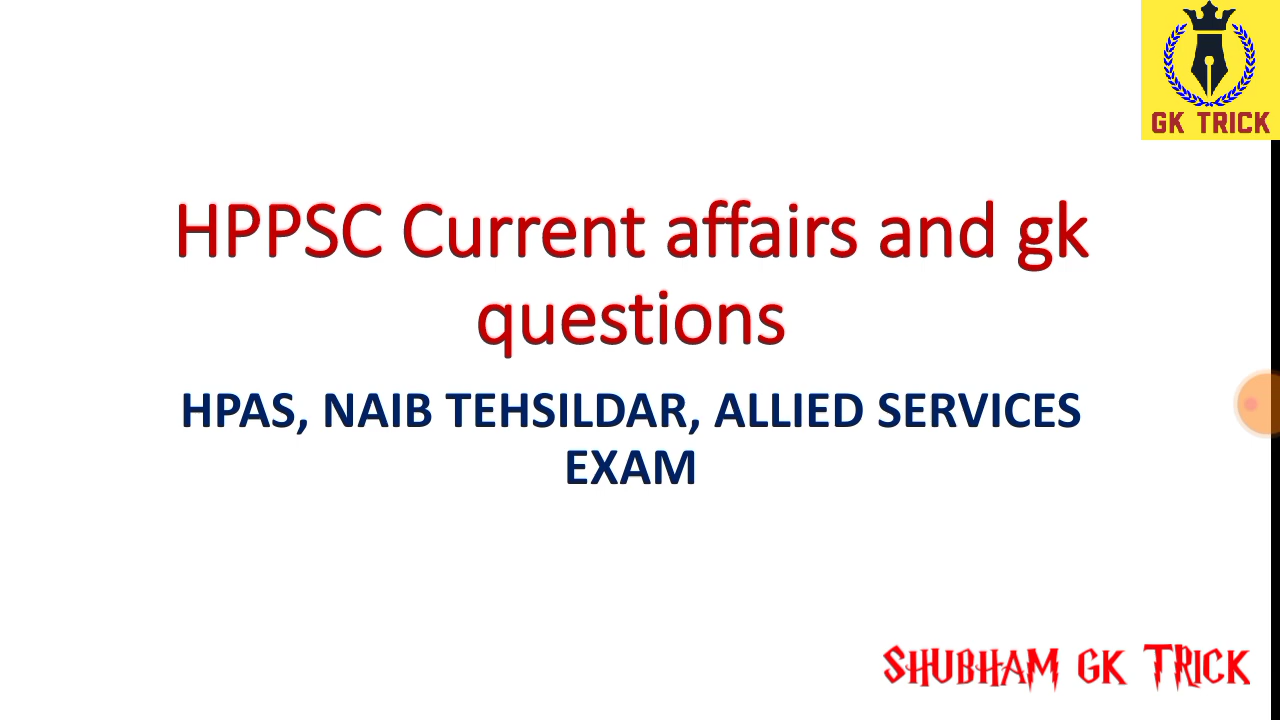 GK TRICK
HPPSC Current affairs and gk
questions
HPAS, NAIB TEHSILDAR, ALLIED SERVICES
EXAM
SHUBHAM GK TRICK